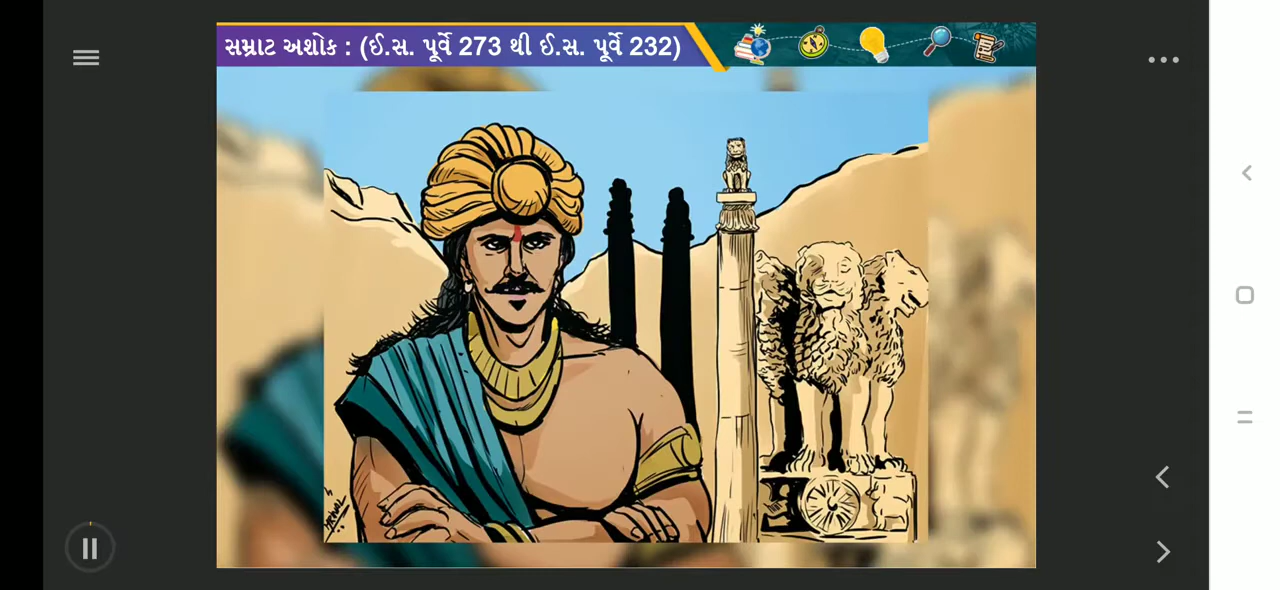 સમ્રાટ અશોક : (ઈ.સ. પૂર્વે 273 થી ઈ.સ. પૂર્વે 232)